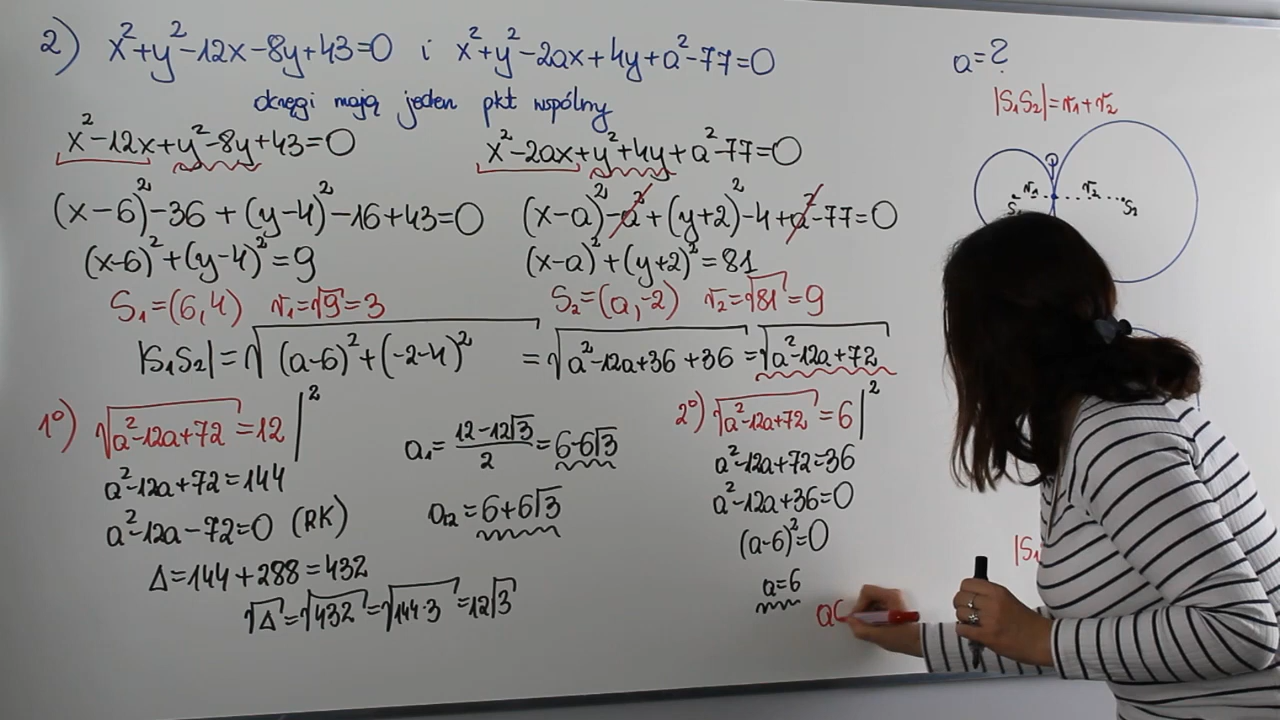 2) x²+y²-12x-8y+43=0 i x²+y²-2ax+4y+a²-77=0
a=?
okręgi mają jeden pkt wspólny
|S₁S₂|=r₁+r₂
x²-12x+y²-8y+43=0
x²-2ax+y²+4y+a²-77=0
P
r₁ r₂
S₂
(x-6)²-36+(y-4)²-16+43=0
(x-a)²-a²+(y+2)²-4+a²-77=0
(x-6)²+(y-4)²=9
(x-a)²+(y+2)²=81
S₁=(6,4) r₁=√9=3
S₂=(a,-2) r₂=√81=9
|S₁S₂|=√(a-6)²+(-2-4)² =√a²-12a+36+36 =√a²-12a+72
1°) √a²-12a+72=12 |²
a²-12a+72=144
a²-12a-72=0 (RK)
Δ=144+288=432
√Δ=√432=√144·3=12√3
a₁=12-12√3/2=6-6√3
a₂=6+6√3
2°) √a²-12a+72=6 |²
a²-12a+72=36
a²-12a+36=0
(a-6)²=0
a=6
a
|S₁